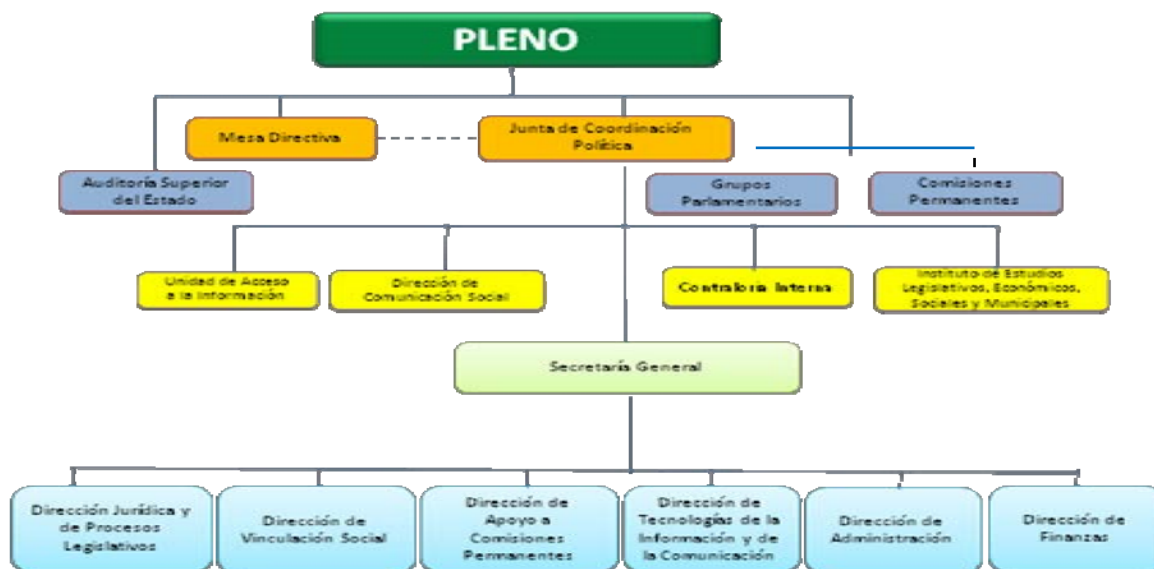 PLENO
Mesa Directiva
Junta de Coordinación
Política
Auditoría Superior
del Estado
Grupos
Parlamentarios
Comisiones
Permanentes
Unidad de Acceso
a la Información
Dirección de
Comunicación Social
Contraloría Interna
Instituto de Estudios
Legislativos, Económicos,
Sociales y Municipales
Secretaría General
Dirección Jurídica y
de Procesos
Legislativos
Dirección de
Vinculación Social
Dirección de
Apoyo a
Comisiones
Permanentes
Dirección de
Tecnologías de la
Información y de
la Comunicación
Dirección de
Administración
Dirección de
Finanzas